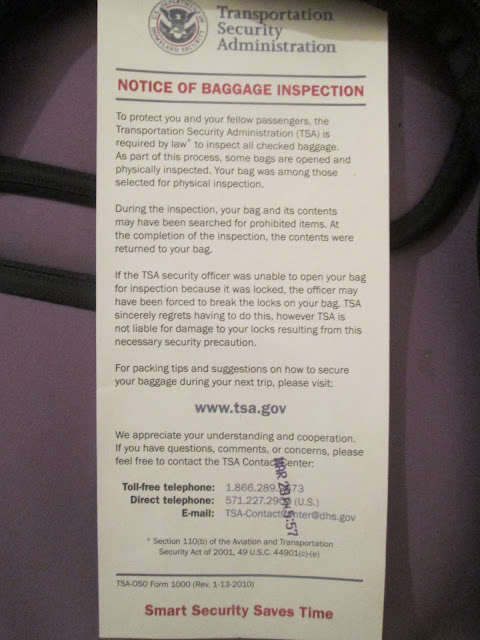 Transportation
Security
Administration
NOTICE OF BAGGAGE INSPECTION
To protect you and your fellow passengers, the
Transportation Security Administration (TSA) is
required by law* to inspect all checked baggage.
As part of this process, some bags are opened and
physically inspected. Your bag was among those
selected for physical inspection.
During the inspection, your bag and its contents
may have been searched for prohibited items. At
the completion of the inspection, the contents were
returned to your bag.
If the TSA security officer was unable to open your bag
for inspection because it was locked, the officer may
have been forced to break the locks on your bag. TSA
sincerely regrets having to do this, however TSA is
not liable for damage to your locks resulting from this
necessary security precaution.
For packing tips and suggestions on how to secure
your baggage during your next trip, please visit:
www.tsa.gov
We appreciate your understanding and cooperation.
If you have questions, comments, or concerns, please
feel free to contact the TSA Contact Center:
Toll-free telephone:
Direct telephone: (U.S.)
E-mail: TSA-ContactCenter@dhs.gov
* Section 110(b) of the Aviation and Transportation
Security Act of 2001, 49 U.S.C. 44901(c)-(e)
TSA-OSO Form 1000 (Rev. 1-13-2010)
Smart Security Saves Time